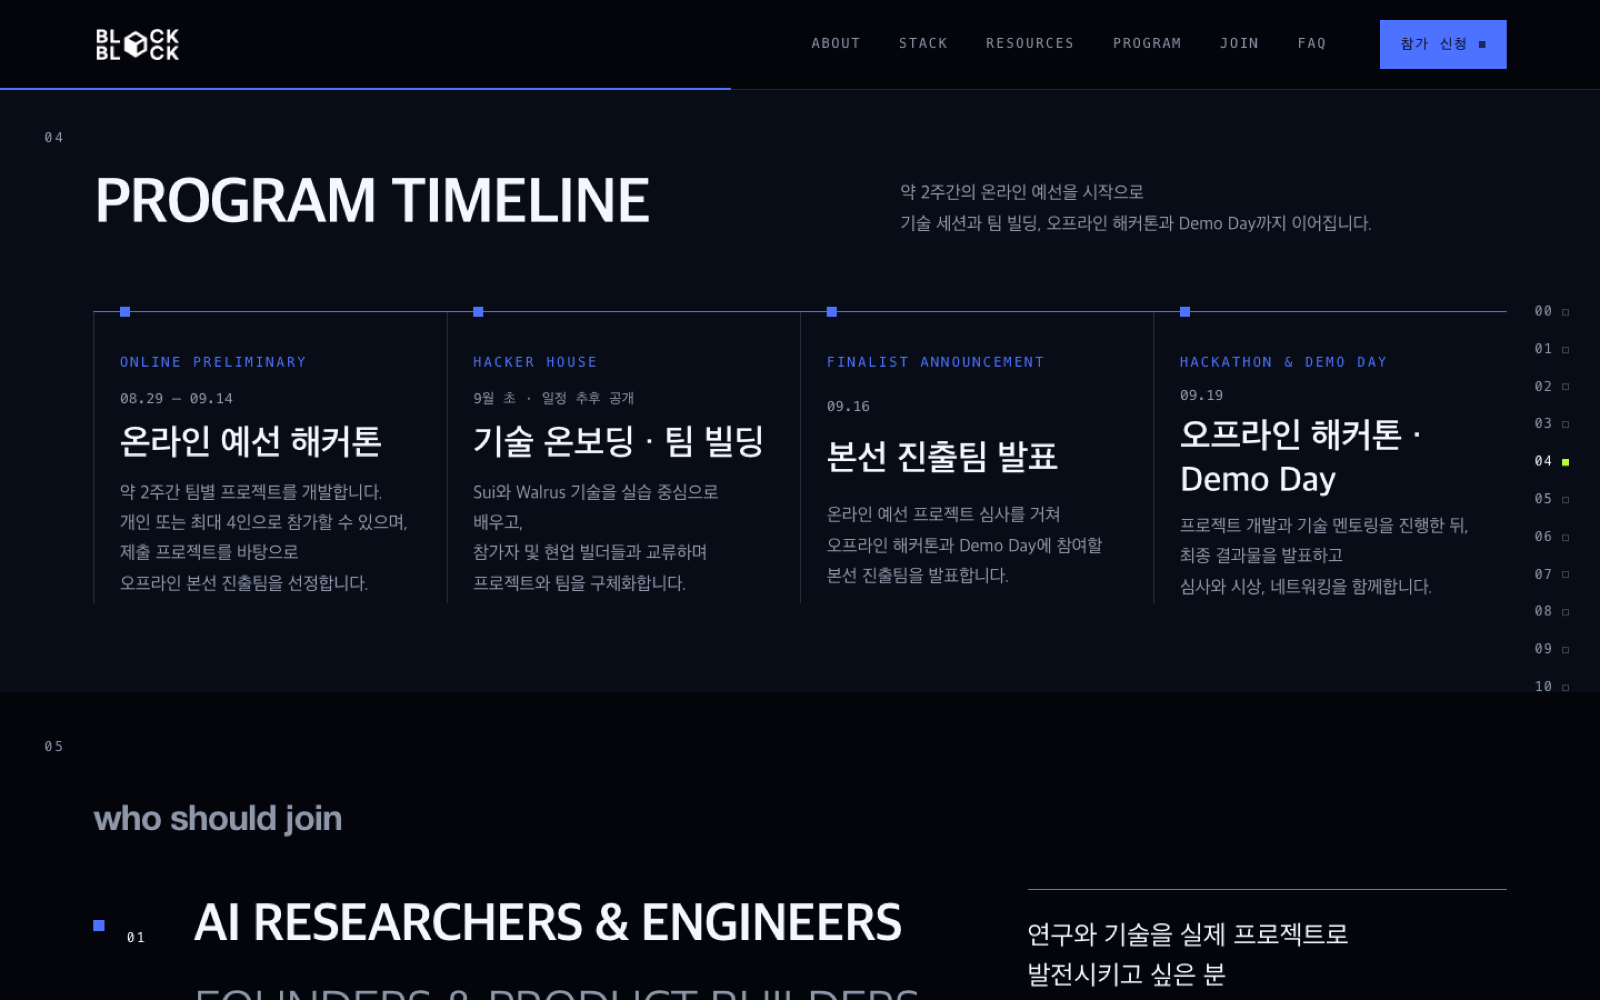 BLOCK
BLOCK
ABOUT
STACK
RESOURCES
PROGRAM
JOIN
FAQ
참가 신청
04
PROGRAM TIMELINE
약 2주간의 온라인 예선을 시작으로
기술 세션과 팀 빌딩, 오프라인 해커톤과 Demo Day까지 이어집니다.
ONLINE PRELIMINARY
08.29 — 09.14
온라인 예선 해커톤
약 2주간 팀별 프로젝트를 개발합니다.
개인 또는 최대 4인으로 참가할 수 있으며,
제출 프로젝트를 바탕으로
오프라인 본선 진출팀을 선정합니다.
HACKER HOUSE
9월 초 · 일정 추후 공개
기술 온보딩 · 팀 빌딩
Sui와 Walrus 기술을 실습 중심으로
배우고,
참가자 및 현업 빌더들과 교류하며
프로젝트와 팀을 구체화합니다.
FINALIST ANNOUNCEMENT
09.16
본선 진출팀 발표
온라인 예선 프로젝트 심사를 거쳐
오프라인 해커톤과 Demo Day에 참여할
본선 진출팀을 발표합니다.
HACKATHON & DEMO DAY
09.19
오프라인 해커톤 ·
Demo Day
프로젝트 개발과 기술 멘토링을 진행한 뒤,
최종 결과물을 발표하고
심사와 시상, 네트워킹을 함께합니다.
00
01
02
03
04
05
06
07
08
09
10
05
who should join
01
AI RESEARCHERS & ENGINEERS
FOUNDERS & PRODUCT BUILDERS
연구와 기술을 실제 프로젝트로
발전시키고 싶은 분